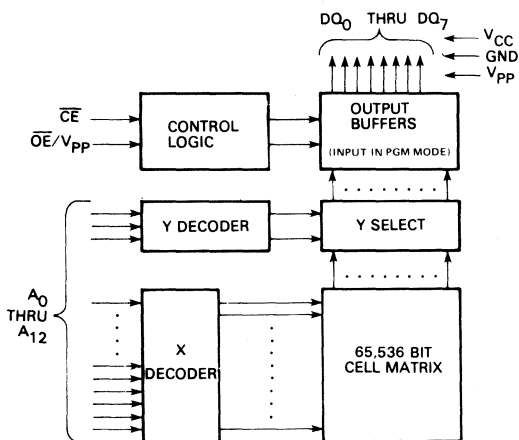 DQ0 THRU DQ7
VCC
GND
VPP
CE
OE/VPP
CONTROL LOGIC
OUTPUT BUFFERS
(INPUT IN PGM MODE)
Y DECODER
Y SELECT
A0
THRU
A12
X
DECODER
65,536 BIT
CELL MATRIX